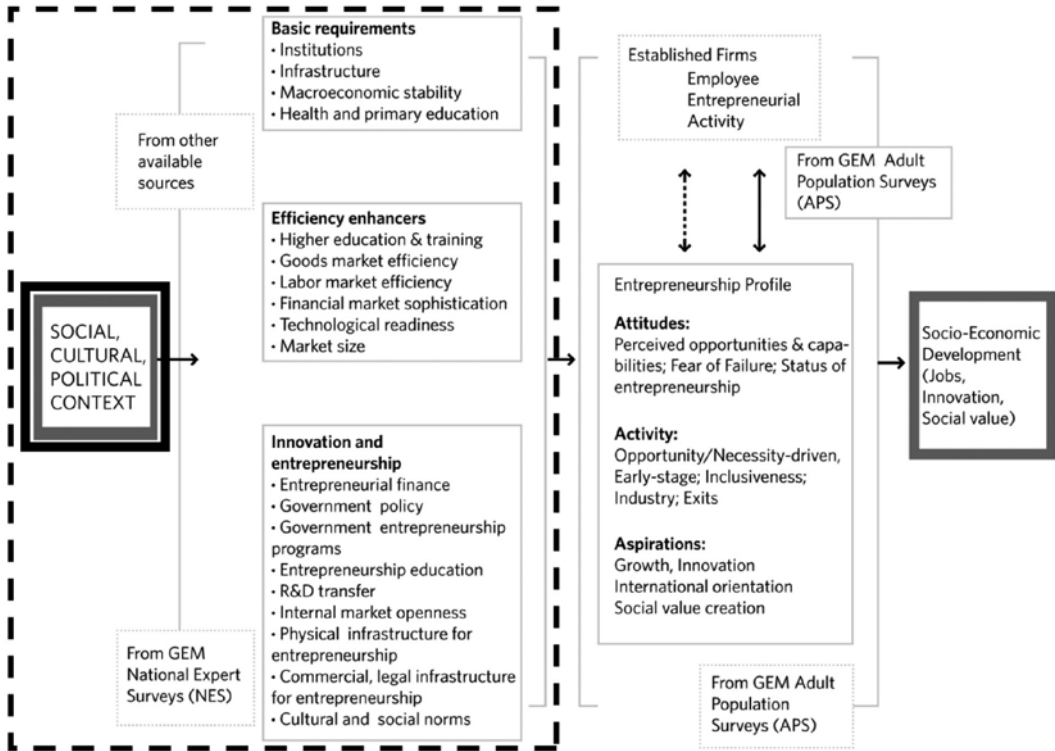 SOCIAL,
CULTURAL,
POLITICAL
CONTEXT
From other
available
sources
From GEM
National Expert
Surveys (NES)
Basic requirements
· Institutions
· Infrastructure
· Macroeconomic stability
· Health and primary education
Efficiency enhancers
· Higher education & training
· Goods market efficiency
· Labor market efficiency
· Financial market sophistication
· Technological readiness
· Market size
Innovation and
entrepreneurship
· Entrepreneurial finance
· Government policy
· Government entrepreneurship
programs
· Entrepreneurship education
· R&D transfer
· Internal market openness
· Physical infrastructure for
entrepreneurship
· Commercial, legal infrastructure
for entrepreneurship
· Cultural and social norms
Established Firms
Employee
Entrepreneurial
Activity
From GEM Adult
Population Surveys
(APS)
Entrepreneurship Profile
Attitudes:
Perceived opportunities & capa-
bilities; Fear of Failure; Status of
entrepreneurship
Activity:
Opportunity/Necessity-driven,
Early-stage; Inclusiveness;
Industry; Exits
Aspirations:
Growth, Innovation
International orientation
Social value creation
From GEM Adult
Population
Surveys (APS)
Socio-Economic
Development
(Jobs,
Innovation,
Social value)